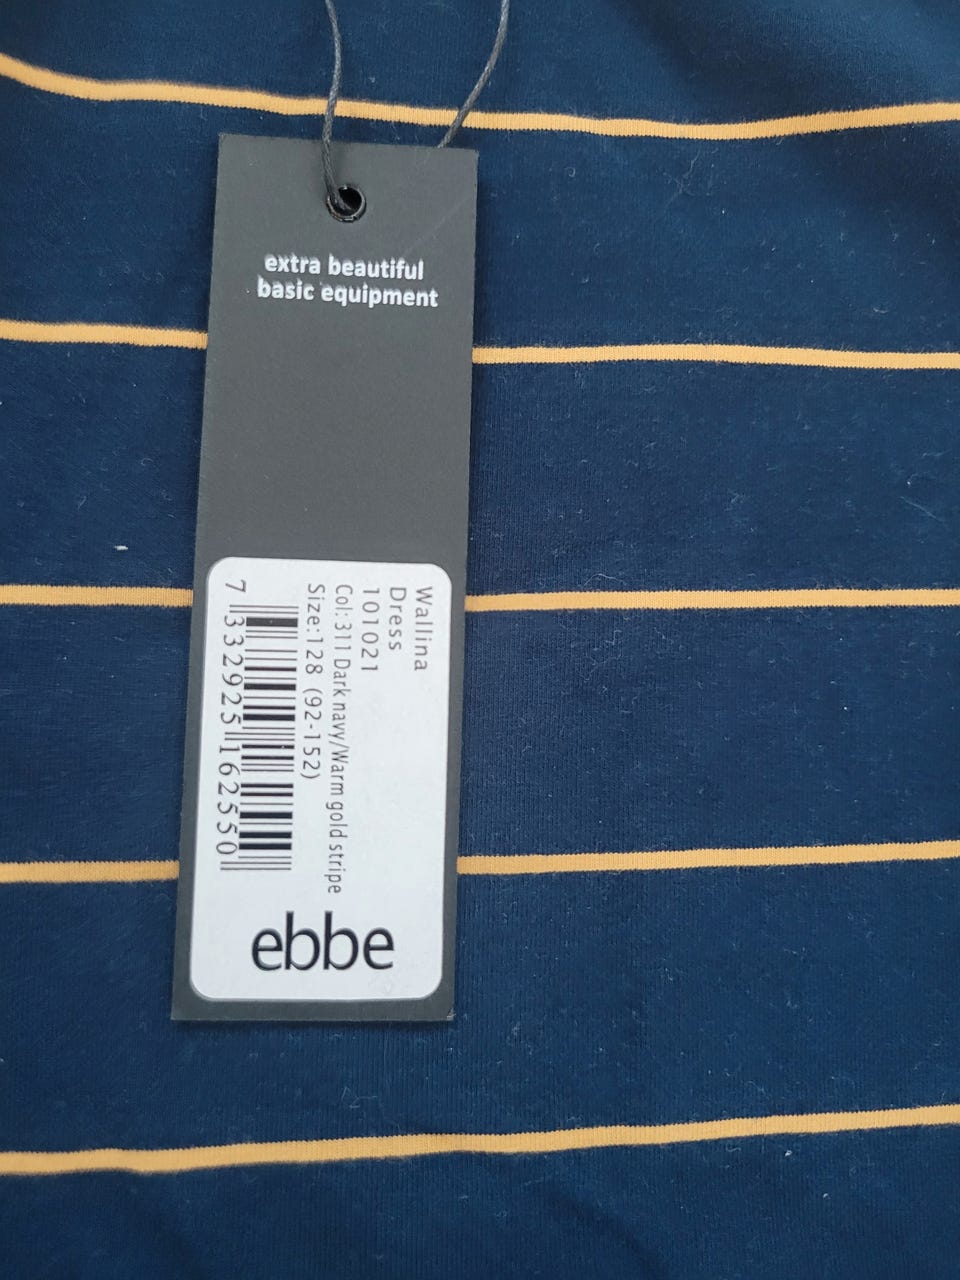 extra beautiful
basic equipment
Wallina
Dress
101021
Col: 311 Dark navy/Warm gold stripe
Size:128 (92-152)
7 332925 162550
ebbe